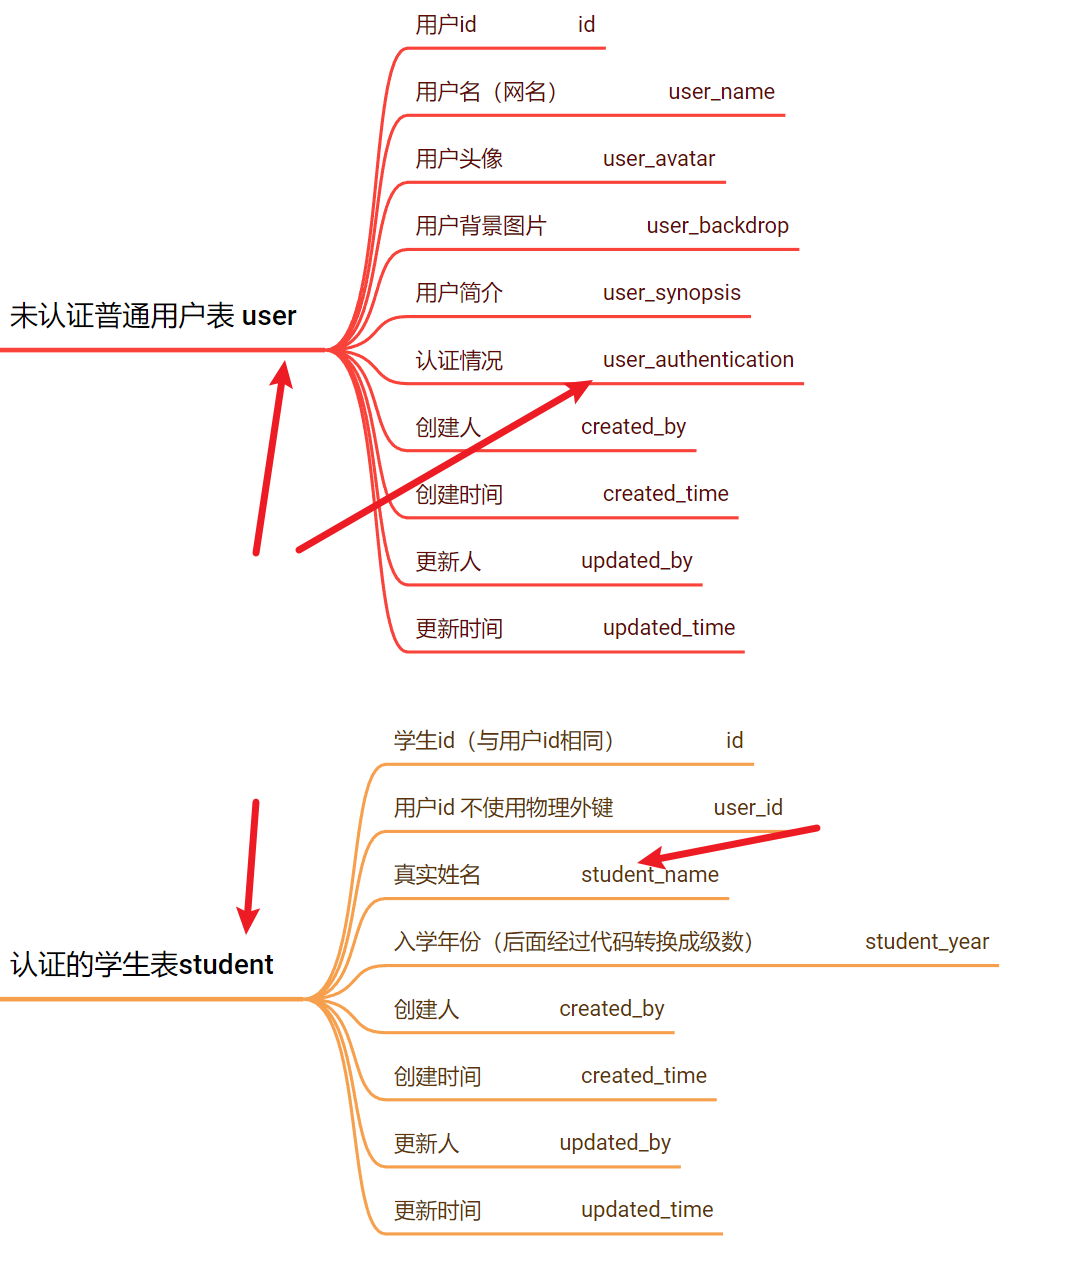 用户id id
用户名（网名） user_name
用户头像 user_avatar
用户背景图片 user_backdrop
用户简介 user_synopsis
未认证普通用户表 user
认证情况 user_authentication
创建人 created_by
创建时间 created_time
更新人 updated_by
更新时间 updated_time
学生id（与用户id相同） id
用户id 不使用物理外键 user_id
真实姓名 student_name
入学年份（后面经过代码转换成级数） student_year
认证的学生表student
创建人 created_by
创建时间 created_time
更新人 updated_by
更新时间 updated_time